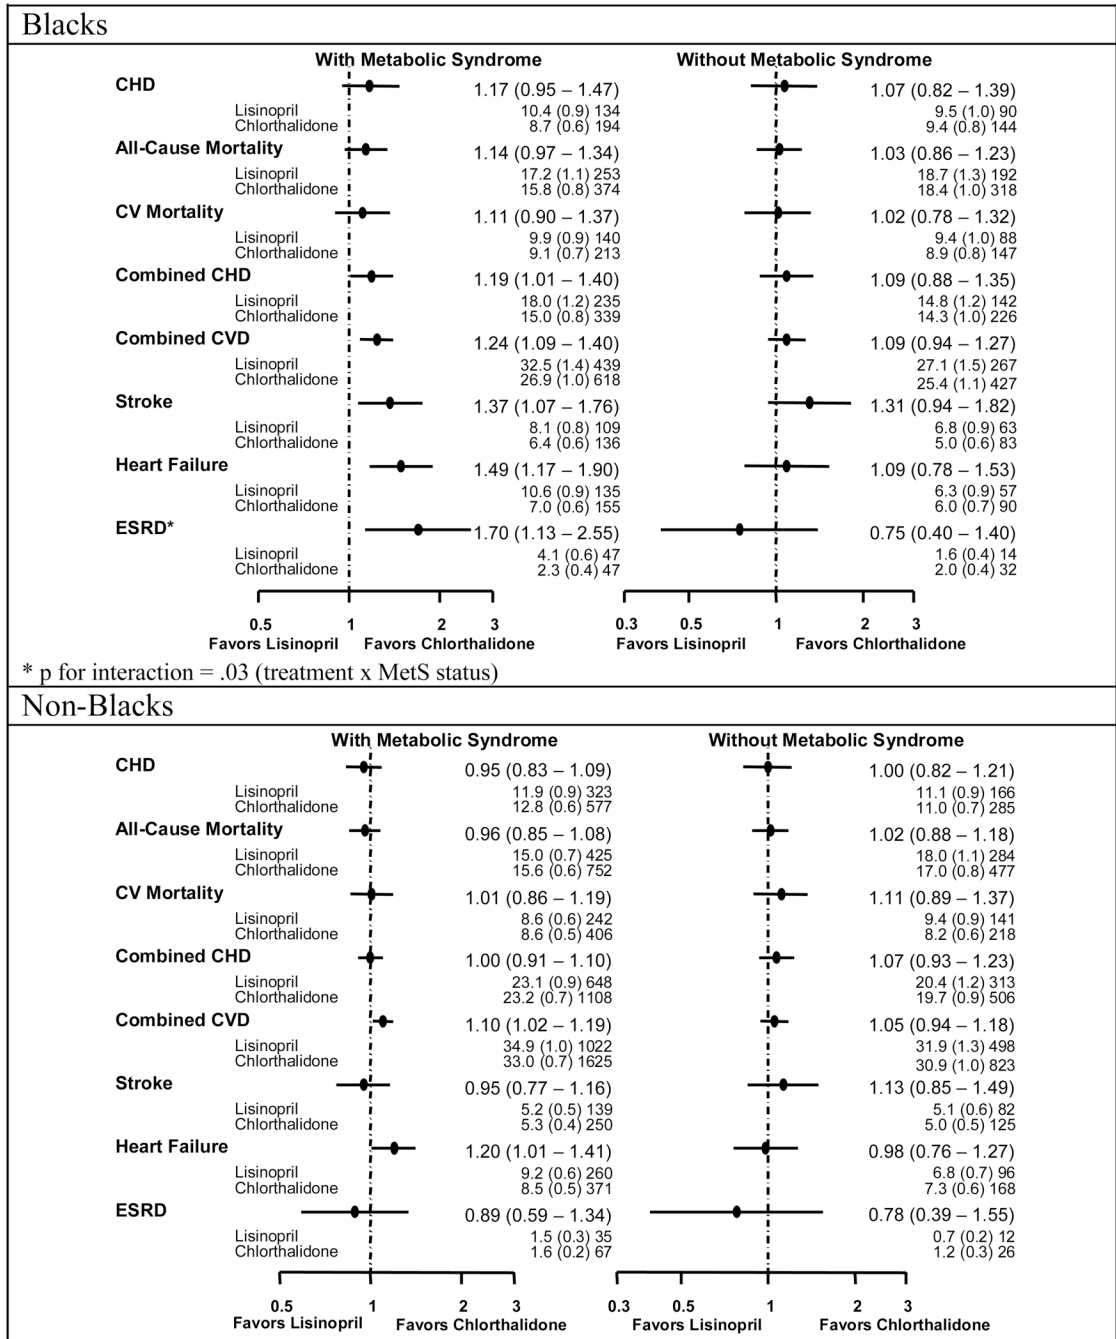 Blacks
With Metabolic Syndrome Without Metabolic Syndrome
CHD 1.17 (0.95 – 1.47) 1.07 (0.82 – 1.39)
Lisinopril 10.4 (0.9) 134 9.5 (1.0) 90
Chlorthalidone 8.7 (0.6) 194 9.4 (0.8) 144
All-Cause Mortality 1.14 (0.97 – 1.34) 1.03 (0.86 – 1.23)
Lisinopril 17.2 (1.1) 253 18.7 (1.3) 192
Chlorthalidone 15.8 (0.8) 374 18.4 (1.0) 318
CV Mortality 1.11 (0.90 – 1.37) 1.02 (0.78 – 1.32)
Lisinopril 9.9 (0.9) 140 9.4 (1.0) 88
Chlorthalidone 9.1 (0.7) 213 8.9 (0.8) 147
Combined CHD 1.19 (1.01 – 1.40) 1.09 (0.88 – 1.35)
Lisinopril 18.0 (1.2) 235 14.8 (1.2) 142
Chlorthalidone 15.0 (0.8) 339 14.3 (1.0) 226
Combined CVD 1.24 (1.09 – 1.40) 1.09 (0.94 – 1.27)
Lisinopril 32.5 (1.4) 439 27.1 (1.5) 267
Chlorthalidone 26.9 (1.0) 618 25.4 (1.1) 427
Stroke 1.37 (1.07 – 1.76) 1.31 (0.94 – 1.82)
Lisinopril 8.1 (0.8) 109 6.8 (0.9) 63
Chlorthalidone 6.4 (0.6) 136 5.0 (0.6) 83
Heart Failure 1.49 (1.17 – 1.90) 1.09 (0.78 – 1.53)
Lisinopril 10.6 (0.9) 135 6.3 (0.9) 57
Chlorthalidone 7.0 (0.6) 155 6.0 (0.7) 90
ESRD* 1.70 (1.13 – 2.55) 0.75 (0.40 – 1.40)
Lisinopril 4.1 (0.6) 47 1.6 (0.4) 14
Chlorthalidone 2.3 (0.4) 47 2.0 (0.4) 32
0.5 1 2 3 0.3 0.5 1 2 3
Favors Lisinopril Favors Chlorthalidone Favors Lisinopril Favors Chlorthalidone
* p for interaction = .03 (treatment x MetS status)
Non-Blacks
With Metabolic Syndrome Without Metabolic Syndrome
CHD 0.95 (0.83 – 1.09) 1.00 (0.82 – 1.21)
Lisinopril 11.9 (0.9) 323 11.1 (0.9) 166
Chlorthalidone 12.8 (0.6) 577 11.0 (0.7) 285
All-Cause Mortality 0.96 (0.85 – 1.08) 1.02 (0.88 – 1.18)
Lisinopril 15.0 (0.7) 425 18.0 (1.1) 284
Chlorthalidone 15.6 (0.6) 752 17.0 (0.8) 477
CV Mortality 1.01 (0.86 – 1.19) 1.11 (0.89 – 1.37)
Lisinopril 8.6 (0.6) 242 9.4 (0.9) 141
Chlorthalidone 8.6 (0.5) 406 8.2 (0.6) 218
Combined CHD 1.00 (0.91 – 1.10) 1.07 (0.93 – 1.23)
Lisinopril 23.1 (0.9) 648 20.4 (1.2) 313
Chlorthalidone 23.2 (0.7) 1108 19.7 (0.9) 506
Combined CVD 1.10 (1.02 – 1.19) 1.05 (0.94 – 1.18)
Lisinopril 34.9 (1.0) 1022 31.9 (1.3) 498
Chlorthalidone 33.0 (0.7) 1625 30.9 (1.0) 823
Stroke 0.95 (0.77 – 1.16) 1.13 (0.85 – 1.49)
Lisinopril 5.2 (0.5) 139 5.1 (0.6) 82
Chlorthalidone 5.3 (0.4) 250 5.0 (0.5) 125
Heart Failure 1.20 (1.01 – 1.41) 0.98 (0.76 – 1.27)
Lisinopril 9.2 (0.6) 260 6.8 (0.7) 96
Chlorthalidone 8.5 (0.5) 371 7.3 (0.6) 168
ESRD 0.89 (0.59 – 1.34) 0.78 (0.39 – 1.55)
Lisinopril 1.5 (0.3) 35 0.7 (0.2) 12
Chlorthalidone 1.6 (0.2) 67 1.2 (0.3) 26
0.5 1 2 3 0.3 0.5 1 2 3
Favors Lisinopril Favors Chlorthalidone Favors Lisinopril Favors Chlorthalidone